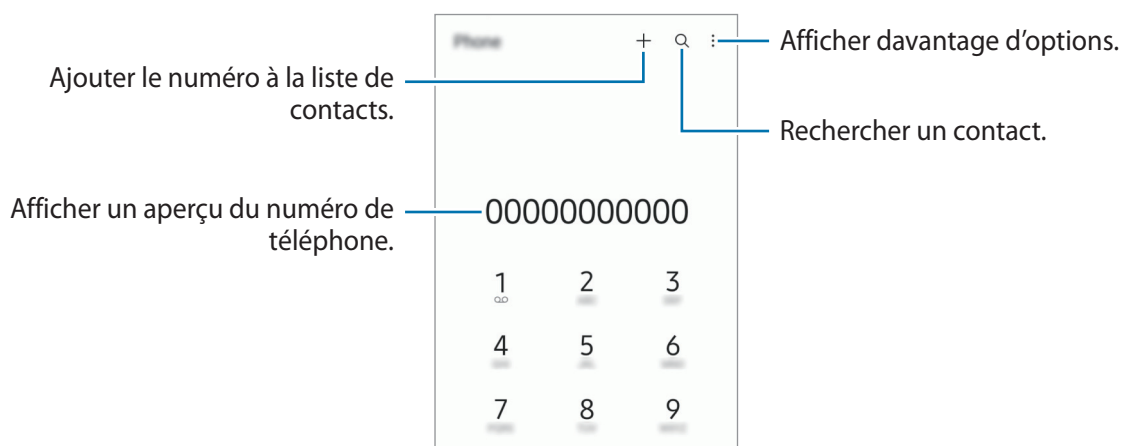 Phone
Afficher davantage d'options.
Ajouter le numéro à la liste de
contacts.
Rechercher un contact.
Afficher un aperçu du numéro de
téléphone.
00000000000
1 2 3
4 5 6
7 8 9